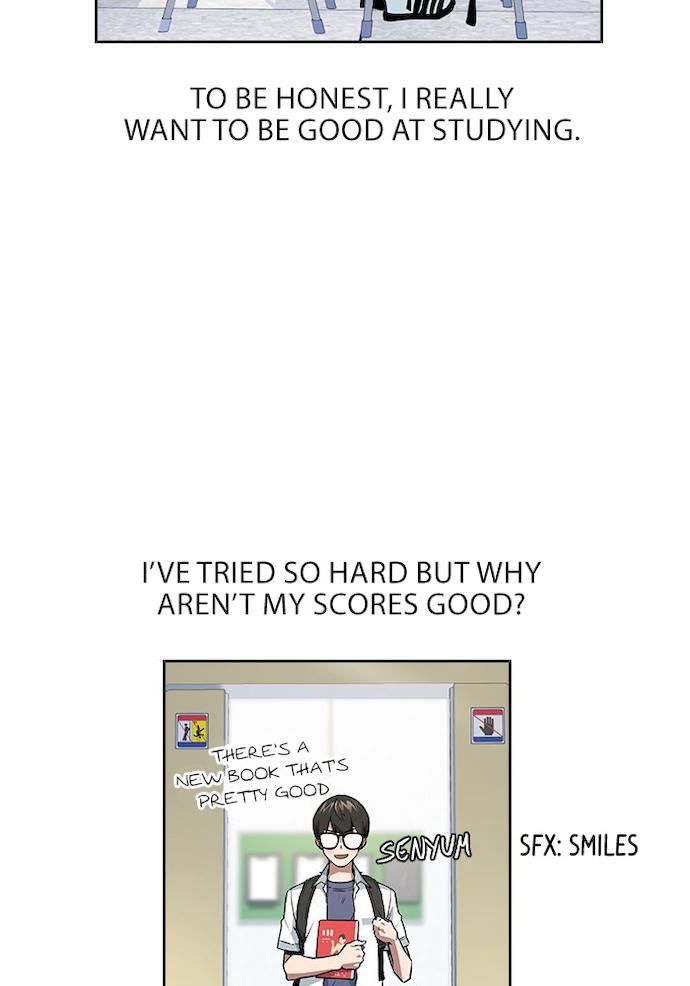 TO BE HONEST, I REALLY
WANT TO BE GOOD AT STUDYING.
I'VE TRIED SO HARD BUT WHY
AREN'T MY SCORES GOOD?
THERE'S A
NEW BOOK THAT'S
PRETTY GOOD
SENYUM
SFX: SMILES